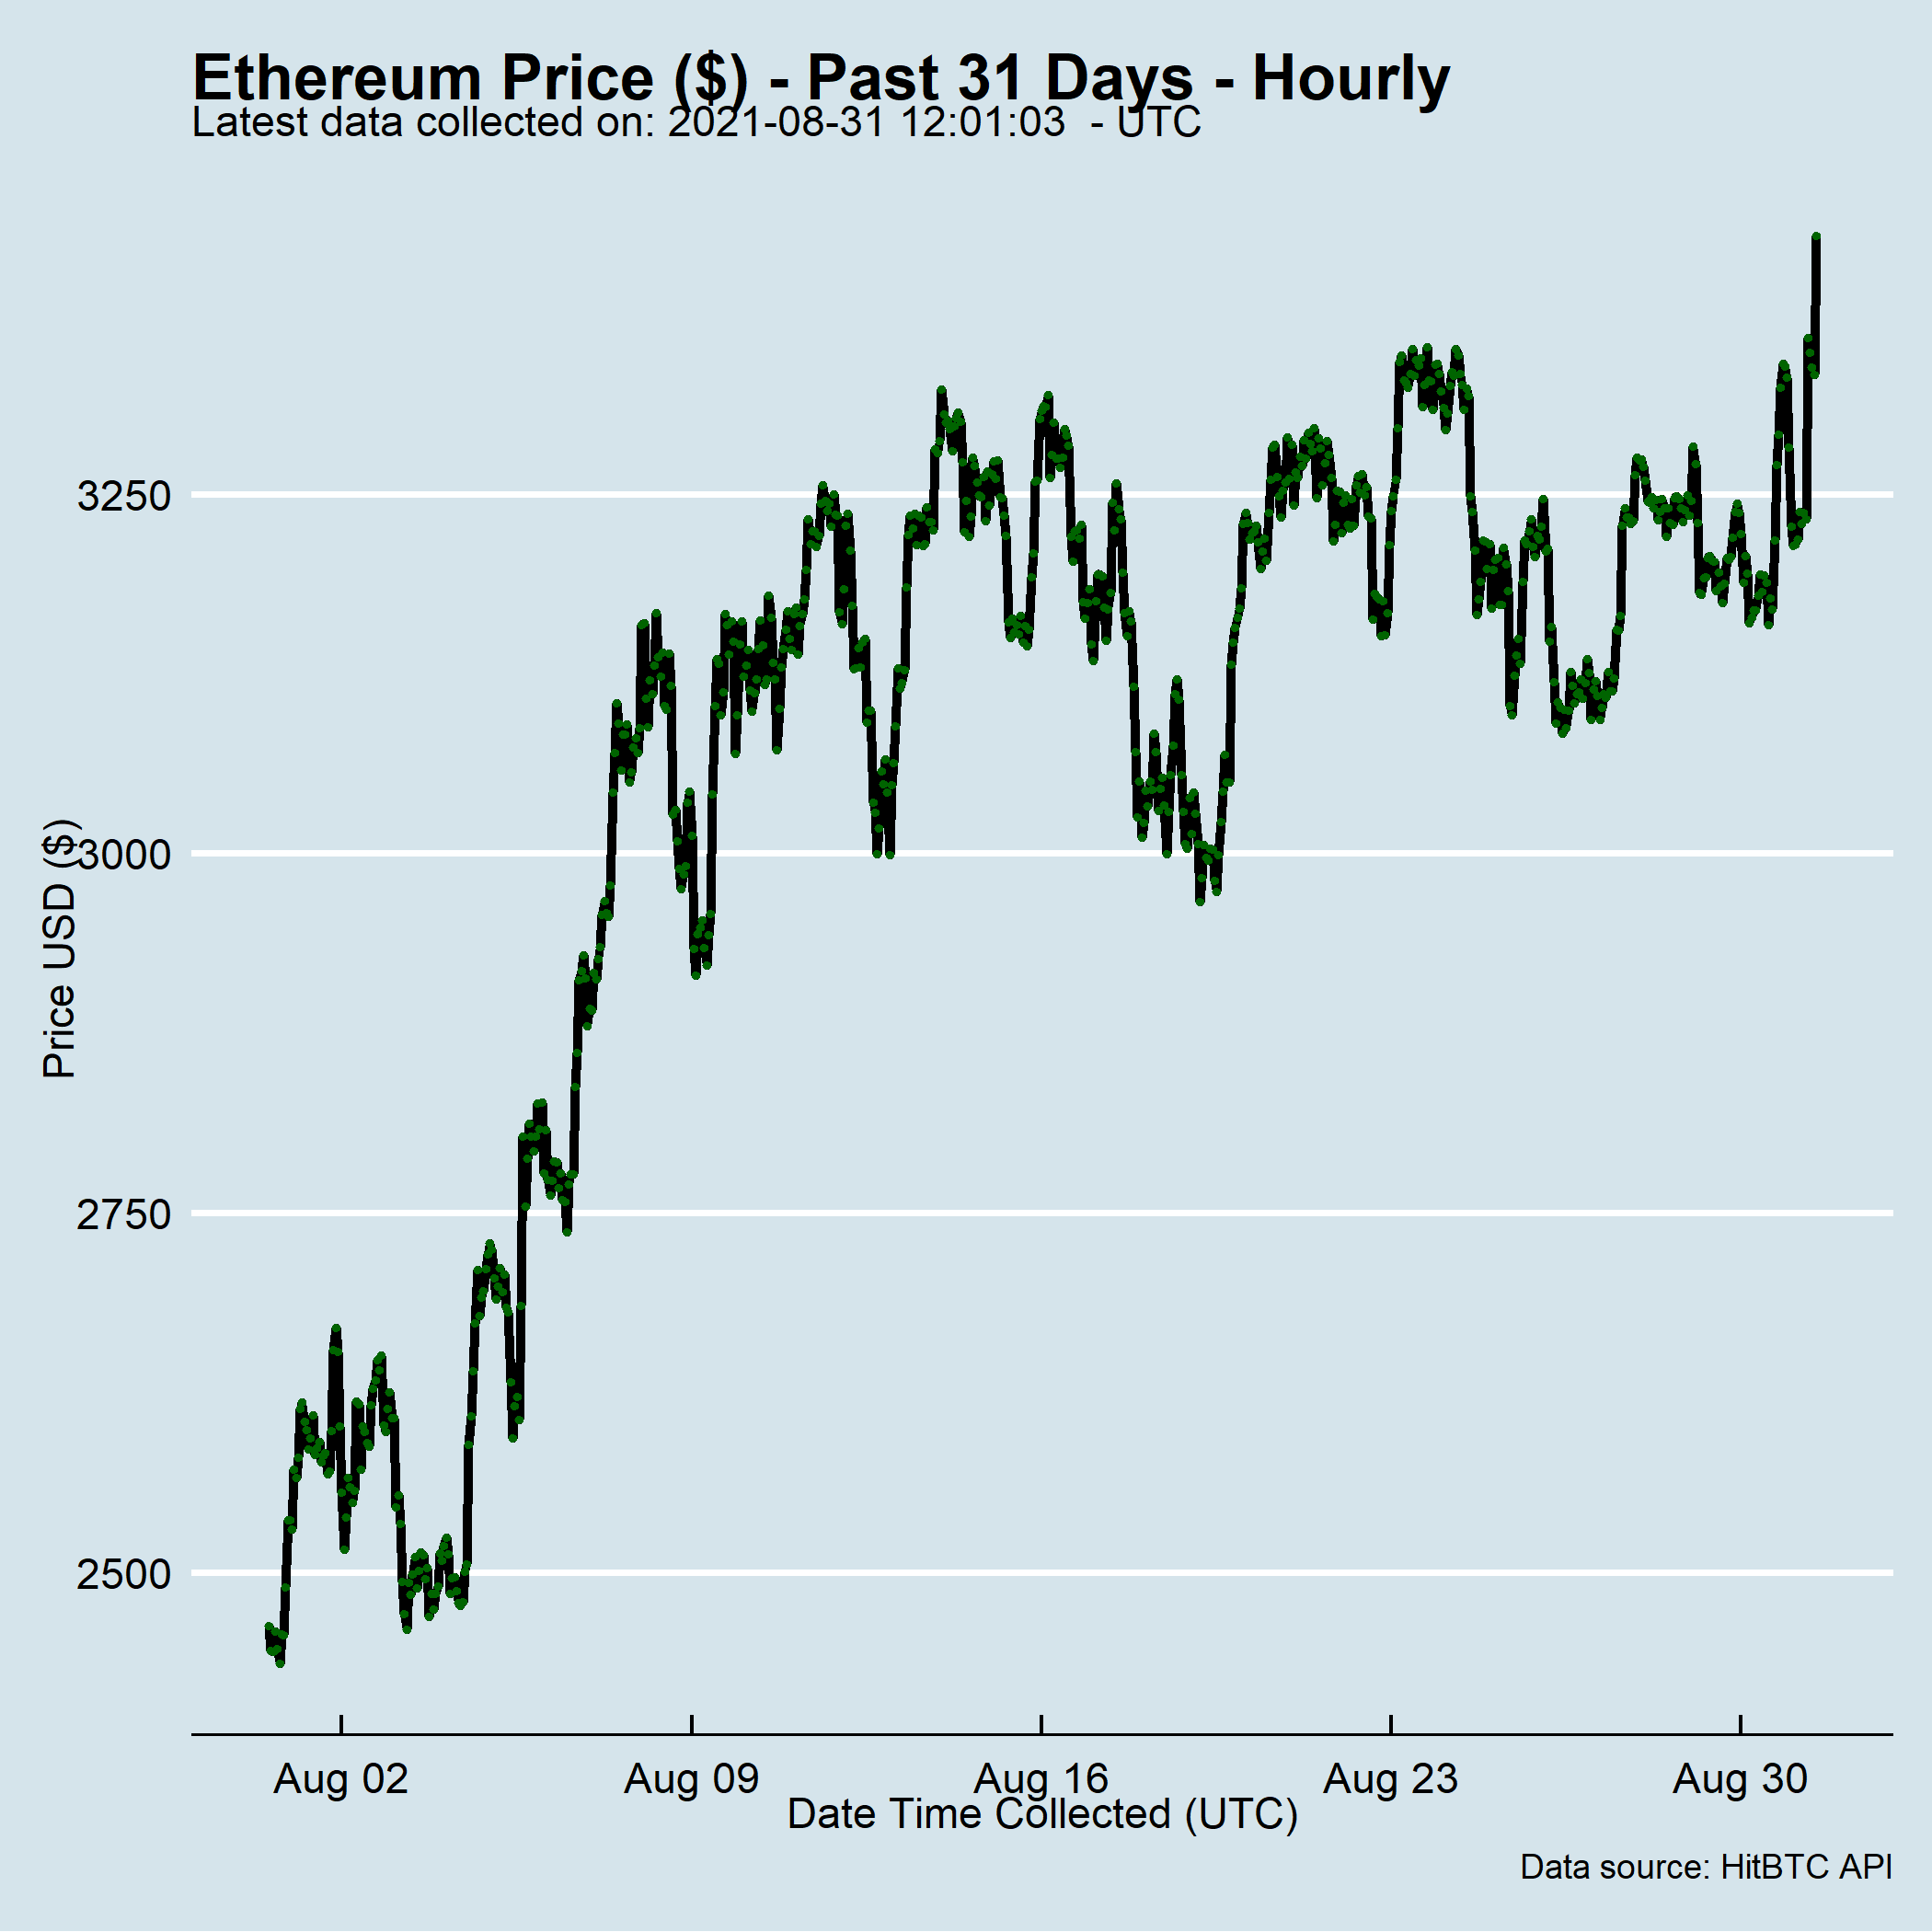 Ethereum Price ($) - Past 31 Days - Hourly
Latest data collected on: 2021-08-31 12:01:03  - UTC
Price USD ($)
3250
3000
2750
2500
Aug 02
Aug 09
Aug 16
Aug 23
Aug 30
Date Time Collected (UTC)
Data source: HitBTC API